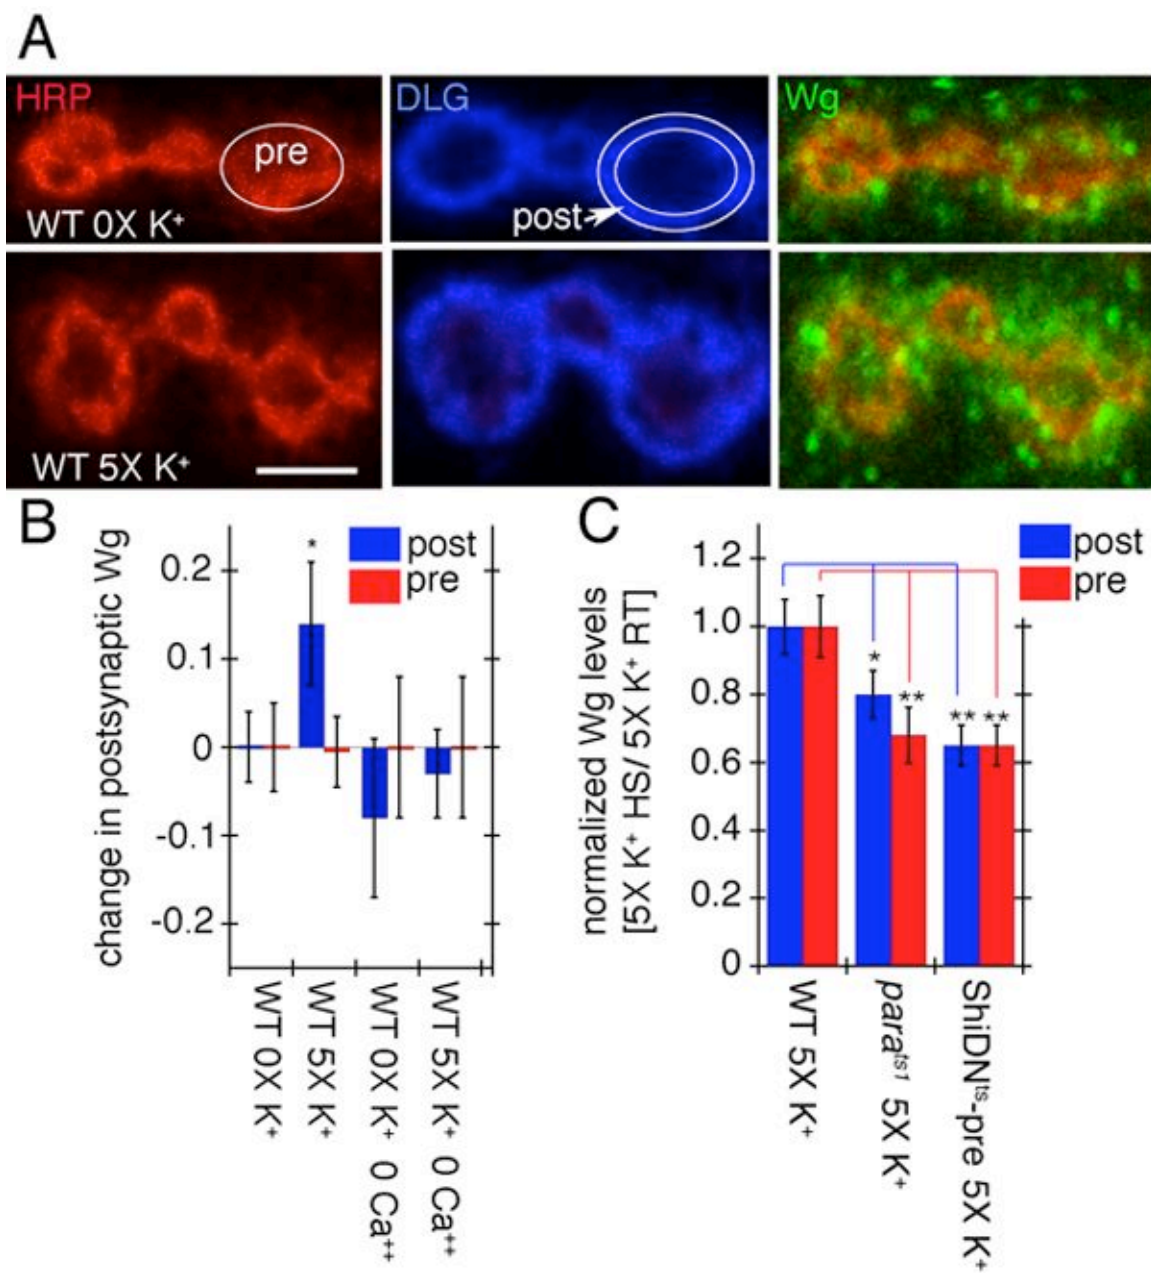 A
HRP
DLG
Wg
pre
post
WT 0X K⁺
WT 5X K⁺
B
change in postsynaptic Wg
0.2
0.1
0
-0.1
-0.2
*
post
pre
WT 0X K⁺
WT 5X K⁺
WT 0X K⁺ 0 Ca⁺⁺
WT 5X K⁺ 0 Ca⁺⁺
C
normalized Wg levels
[5X K⁺ HS/ 5X K⁺ RT]
1.2
1.0
0.8
0.6
0.4
0.2
0
post
pre
*
**
** **
WT 5X K⁺
paraᵗˢ¹ 5X K⁺
ShiDNᵗˢ-pre 5X K⁺